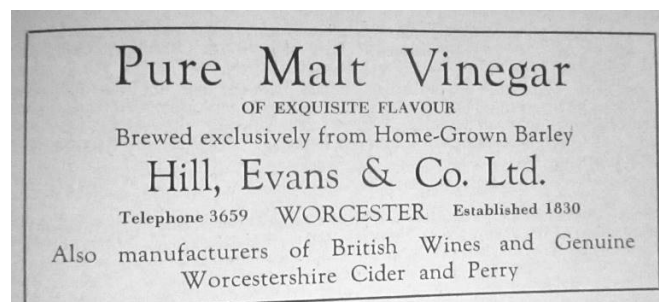 Pure Malt Vinegar
OF EXQUISITE FLAVOUR
Brewed exclusively from Home-Grown Barley
Hill, Evans & Co. Ltd.
Telephone 3659 WORCESTER Established 1830
Also manufacturers of British Wines and Genuine
Worcestershire Cider and Perry